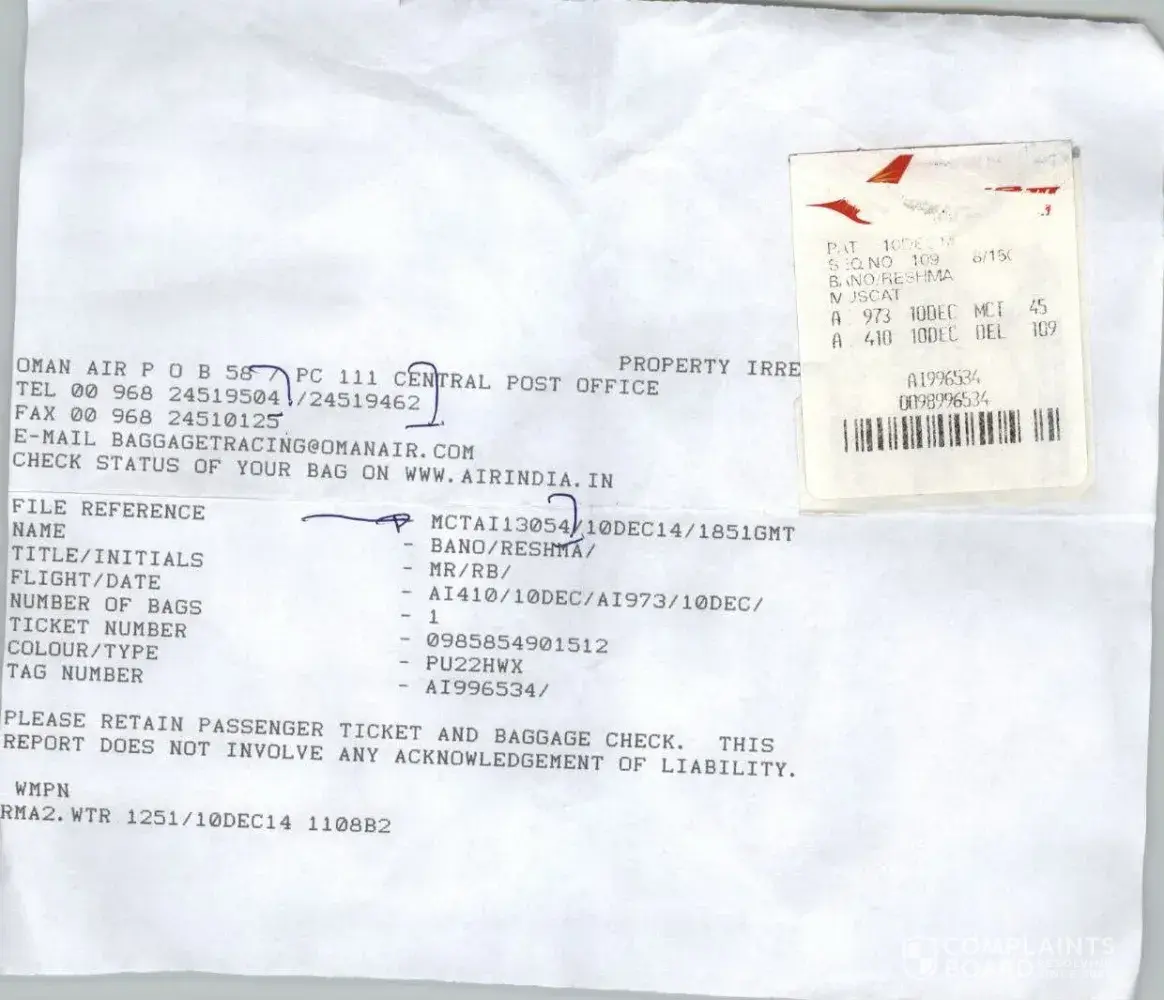 OMAN AIR P O B 58 / PC 111 CENTRAL POST OFFICE
PROPERTY IRRE
TEL 00 968 24519504 /24519462
FAX 00 968 24510125
E-MAIL BAGGAGETRACING@OMANAIR.COM
CHECK STATUS OF YOUR BAG ON WWW.AIRINDIA.IN
FILE REFERENCE MCTAI13054/10DEC14/1851GMT
NAME - BANO/RESHMA/
TITLE/INITIALS - MR/RB/
FLIGHT/DATE - AI410/10DEC/AI973/10DEC/
NUMBER OF BAGS - 1
TICKET NUMBER - 0985854901512
COLOUR/TYPE - PU22HWX
TAG NUMBER - AI996534/
PLEASE RETAIN PASSENGER TICKET AND BAGGAGE CHECK. THIS
REPORT DOES NOT INVOLVE ANY ACKNOWLEDGEMENT OF LIABILITY.
WMPN
RMA2.WTR 1251/10DEC14 1108B2
PAT 10DEC
SEQ NO 109
BANO/RESHMA
MUSCAT
A 973 10DEC MCT 45
A 410 10DEC DEL 109
AI996534
0098996534
COMPLAINTS
BOARD